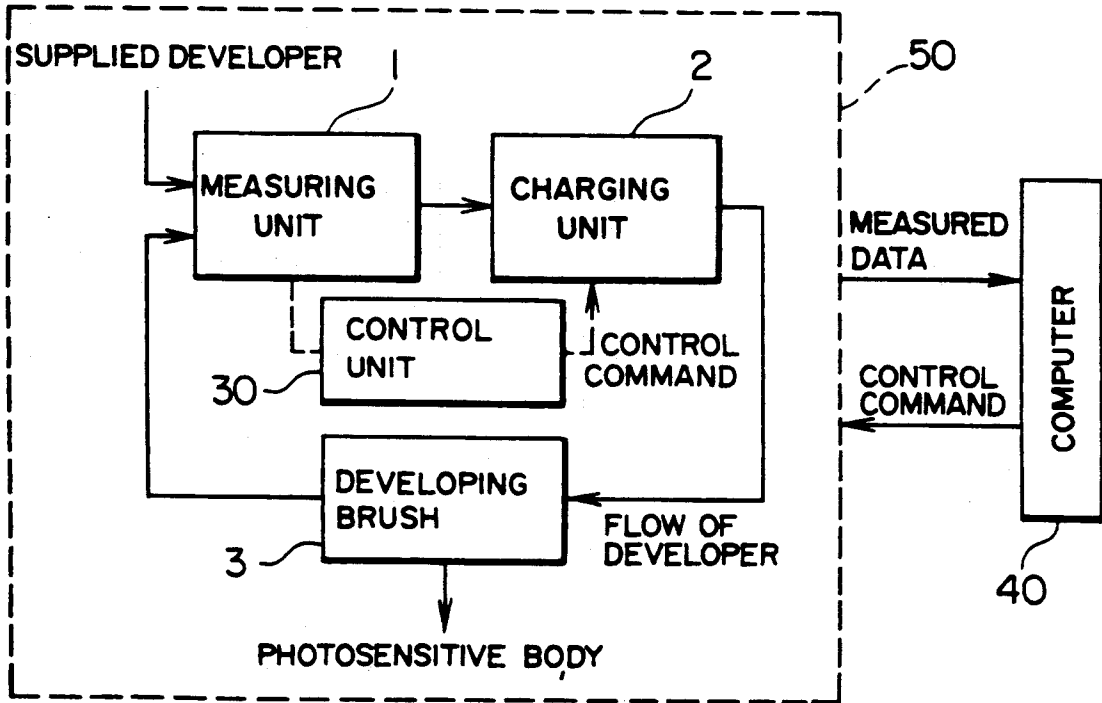 SUPPLIED DEVELOPER
1
2
50
MEASURING
UNIT
CHARGING
UNIT
MEASURED
DATA
COMPUTER
CONTROL
UNIT
30
CONTROL
COMMAND
CONTROL
COMMAND
DEVELOPING
BRUSH
3
FLOW OF
DEVELOPER
40
PHOTOSENSITIVE BODY